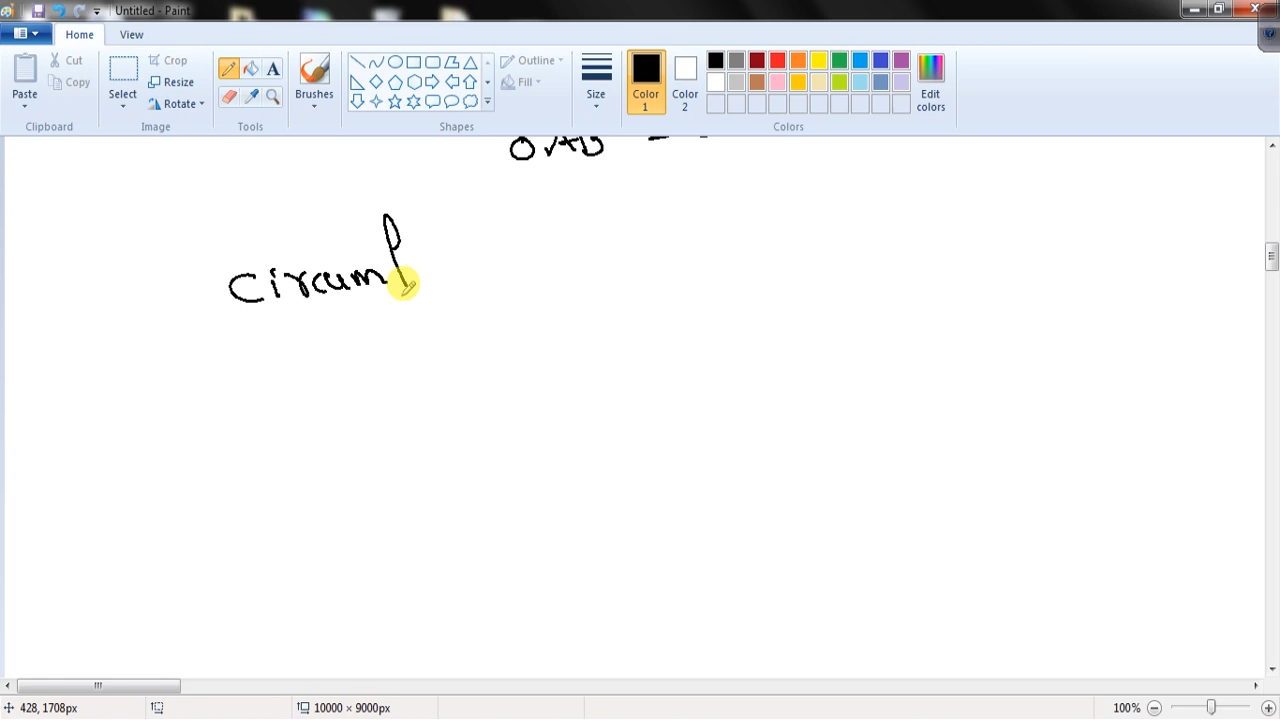 Untitled - Paint
Home View
Cut
Copy
Paste
Clipboard
Select
Crop
Resize
Rotate
Image
Tools
Brushes
Shapes
Outline
Fill
Size
Color 1
Color 2
Edit colors
Colors
circumf
428, 1708px
10000 × 9000px
100%